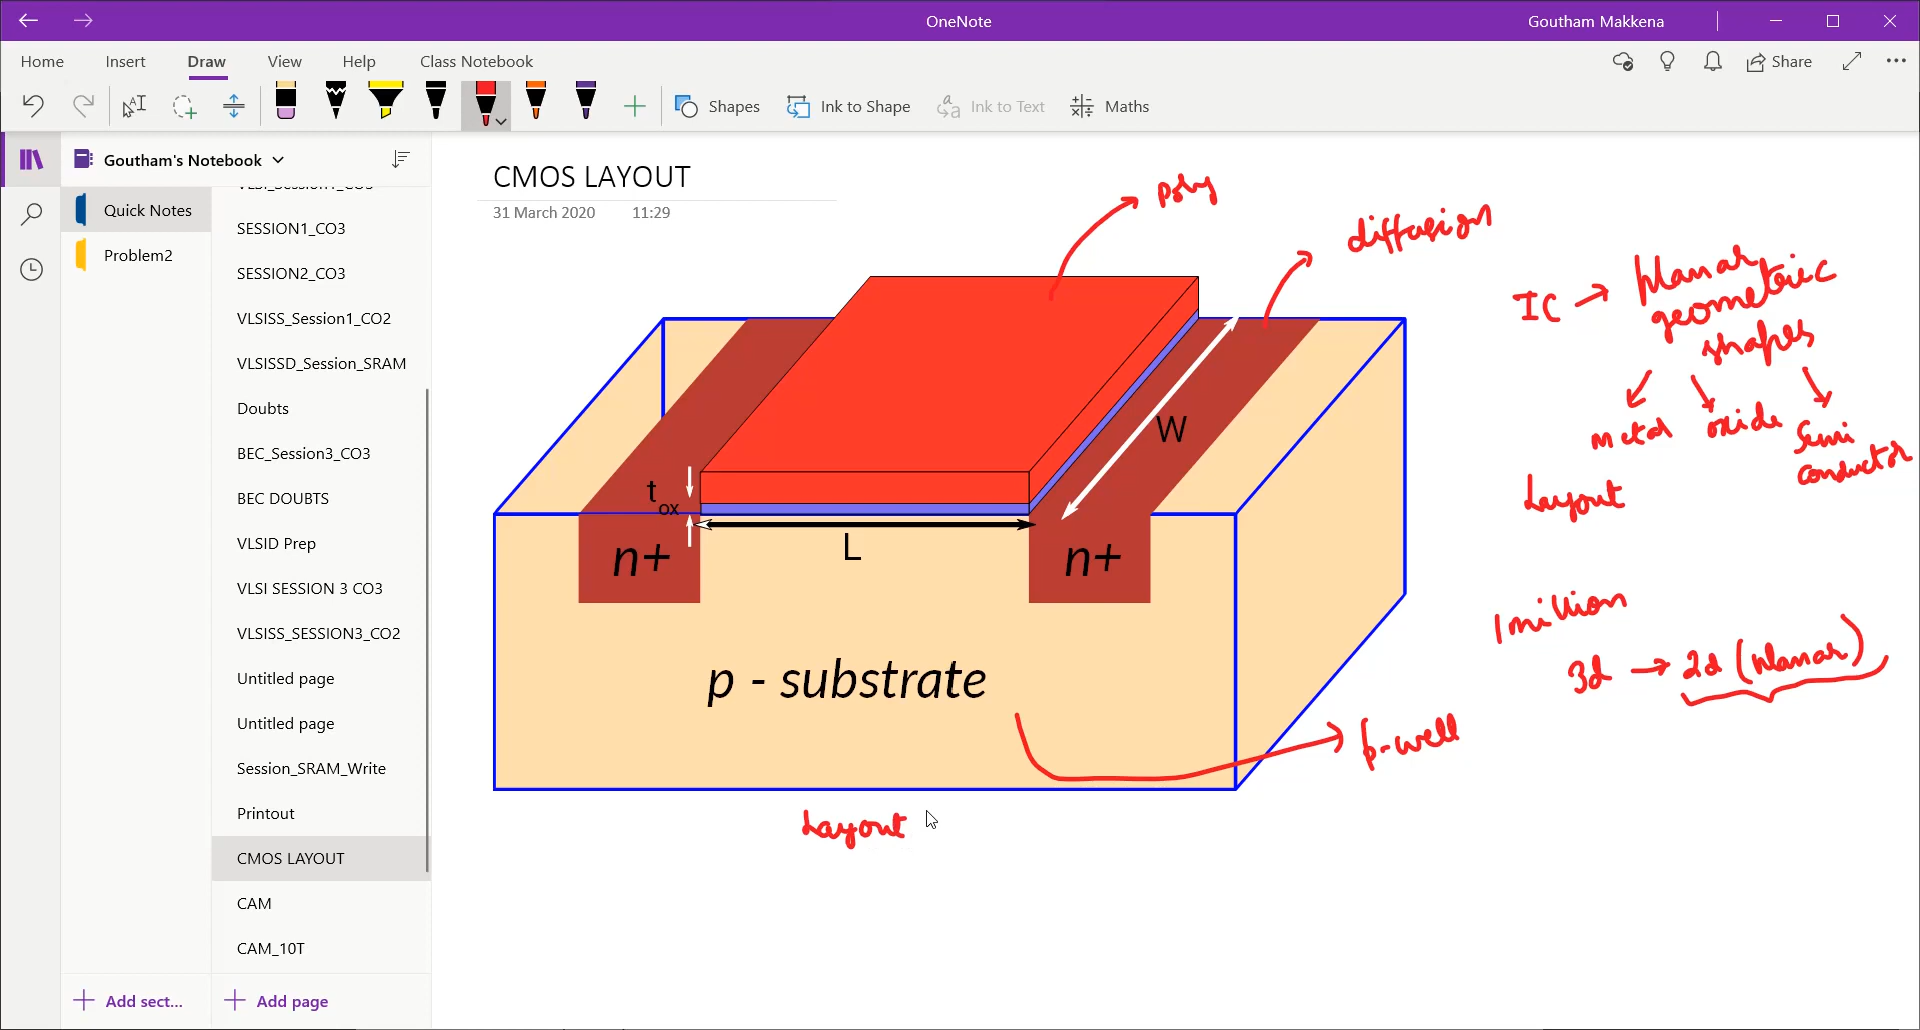 OneNote
Goutham Makkena
Home
Insert
Draw
View
Help
Class Notebook
Share
Shapes
Ink to Shape
Ink to Text
Maths
Goutham's Notebook
Quick Notes
Problem2
VLSI_Session1_CO3
SESSION1_CO3
SESSION2_CO3
VLSISS_Session1_CO2
VLSISSD_Session_SRAM
Doubts
BEC_Session3_CO3
BEC DOUBTS
VLSID Prep
VLSI SESSION 3 CO3
VLSISS_SESSION3_CO2
Untitled page
Untitled page
Session_SRAM_Write
Printout
CMOS LAYOUT
CAM
CAM_10T
Add sect...
Add page
CMOS LAYOUT
31 March 2020 11:29
poly
diffusion
IC → planar
geometric
shapes
metal oxide semi
conductor
Layout
W
tox
L
n+
n+
p - substrate
1 million
3d → 2d (planar)
p-well
Layout